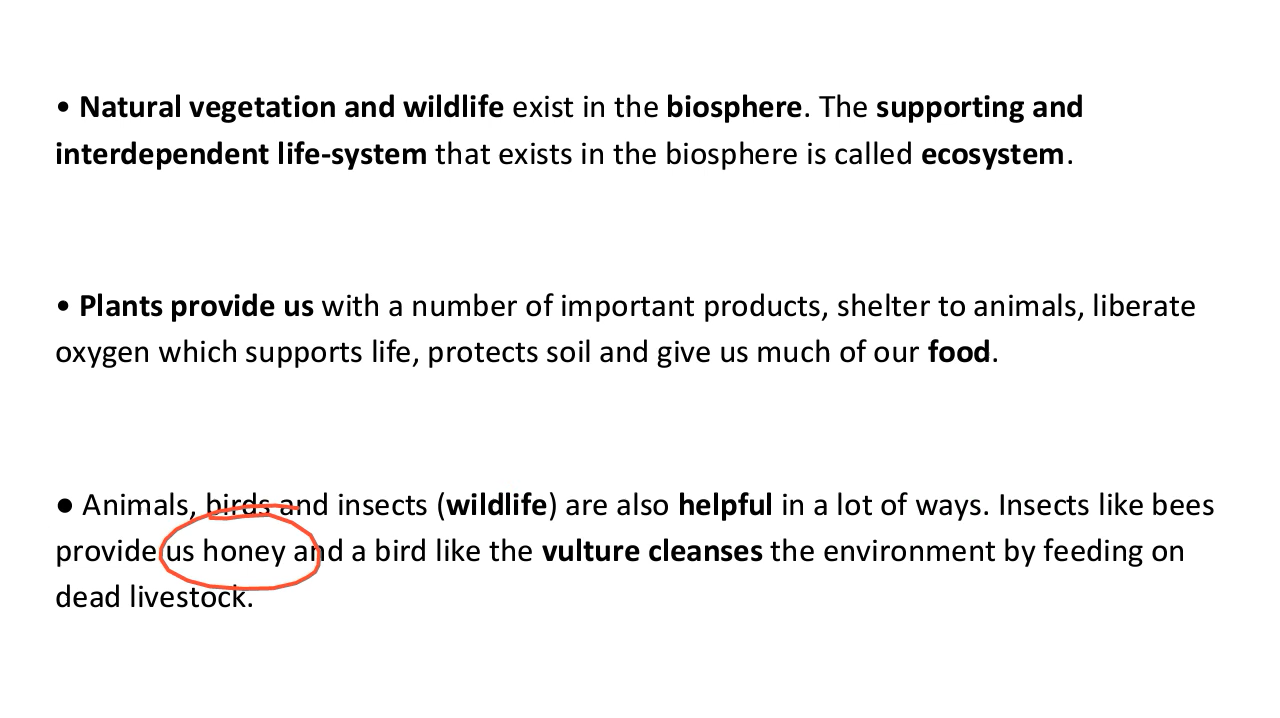 • Natural vegetation and wildlife exist in the biosphere. The supporting and
interdependent life-system that exists in the biosphere is called ecosystem.
• Plants provide us with a number of important products, shelter to animals, liberate
oxygen which supports life, protects soil and give us much of our food.
● Animals, birds and insects (wildlife) are also helpful in a lot of ways. Insects like bees
provide us honey and a bird like the vulture cleanses the environment by feeding on
dead livestock.